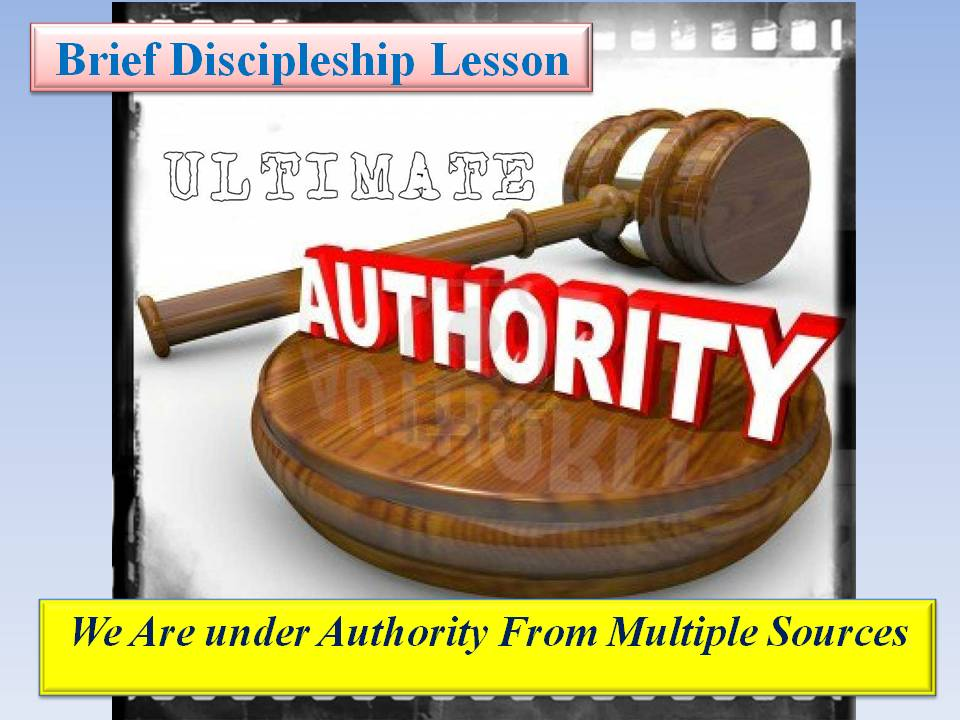 Brief Discipleship Lesson
ULTIMATE
AUTHORITY
We Are under Authority From Multiple Sources